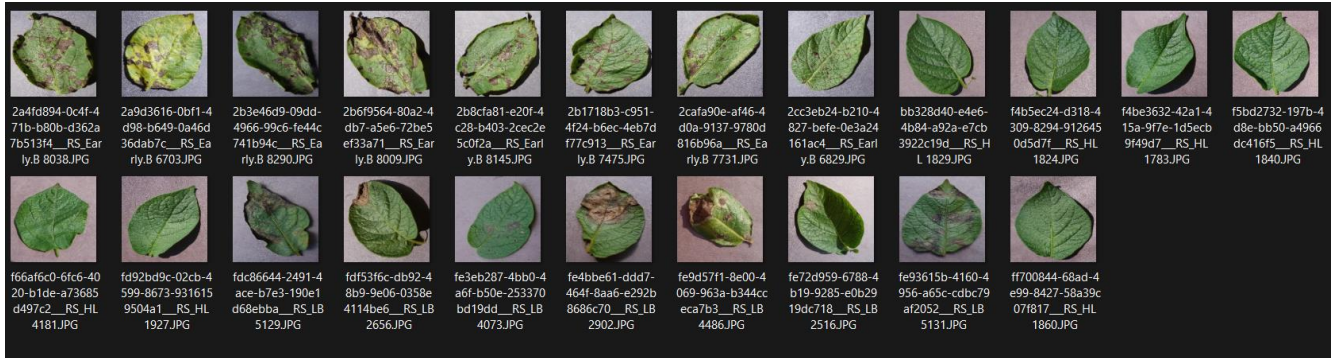 2a4fd894-0c4f-4
71b-b80b-d362a
7b513f4___RS_Ear
ly.B 8038.JPG
2a9d3616-0bf1-4
d98-b649-0a46d
36dab7c___RS_Ea
rly.B 6703.JPG
2b3e46d9-09dd-
4966-99c6-fe44c
741b94c___RS_Ea
rly.B 8290.JPG
2b6f9564-80a2-4
db7-a5e6-72be5
ef33a71___RS_Ear
ly.B 8009.JPG
2b8cfa81-e20f-4
c28-b403-2cec2e
5c0f2a___RS_Earl
y.B 8145.JPG
2b1718b3-c951-
4f24-b6ec-4eb7d
f77c913___RS_Ear
ly.B 7475.JPG
2cafa90e-af46-4
d0a-9137-9780d
816b96a___RS_Ea
rly.B 7731.JPG
2cc3eb24-b210-4
827-befe-0e3a24
161ac4___RS_Earl
y.B 6829.JPG
bb328d40-e4e6-
4b84-a92a-e7cb
3922c19d___RS_H
L 1829.JPG
f4b5ec24-d318-4
309-8294-912645
0d5d7f___RS_HL
1824.JPG
f4be3632-42a1-4
15a-9f7e-1d5ecb
9f49d7___RS_HL
1783.JPG
f5bd2732-197b-4
d8e-bb50-a4966
dc416f5___RS_HL
1840.JPG
f66af6c0-6fc6-40
20-b1de-a73685
d497c2___RS_HL
4181.JPG
fd92bd9c-02cb-4
599-8673-931615
9504a1___RS_HL
1927.JPG
fdc86644-2491-4
ace-b7e3-190e1
d68ebba___RS_LB
5129.JPG
fdf53f6c-db92-4
8b9-9e06-0358e
4114be6___RS_LB
2656.JPG
fe3eb287-4bb0-4
a6f-b50e-253370
bd19dd___RS_LB
4073.JPG
fe4bbe61-ddd7-
464f-8aa6-e292b
8686c70___RS_LB
2902.JPG
fe9d57f1-8e00-4
069-963a-b344cc
eca7b3___RS_LB
4486.JPG
fe72d959-6788-4
b19-9285-e0b29
19dc718___RS_LB
2516.JPG
fe93615b-4160-4
956-a65c-cdbc79
af2052___RS_LB
5131.JPG
ff700844-68ad-4
e99-8427-58a39c
07f817___RS_HL
1860.JPG